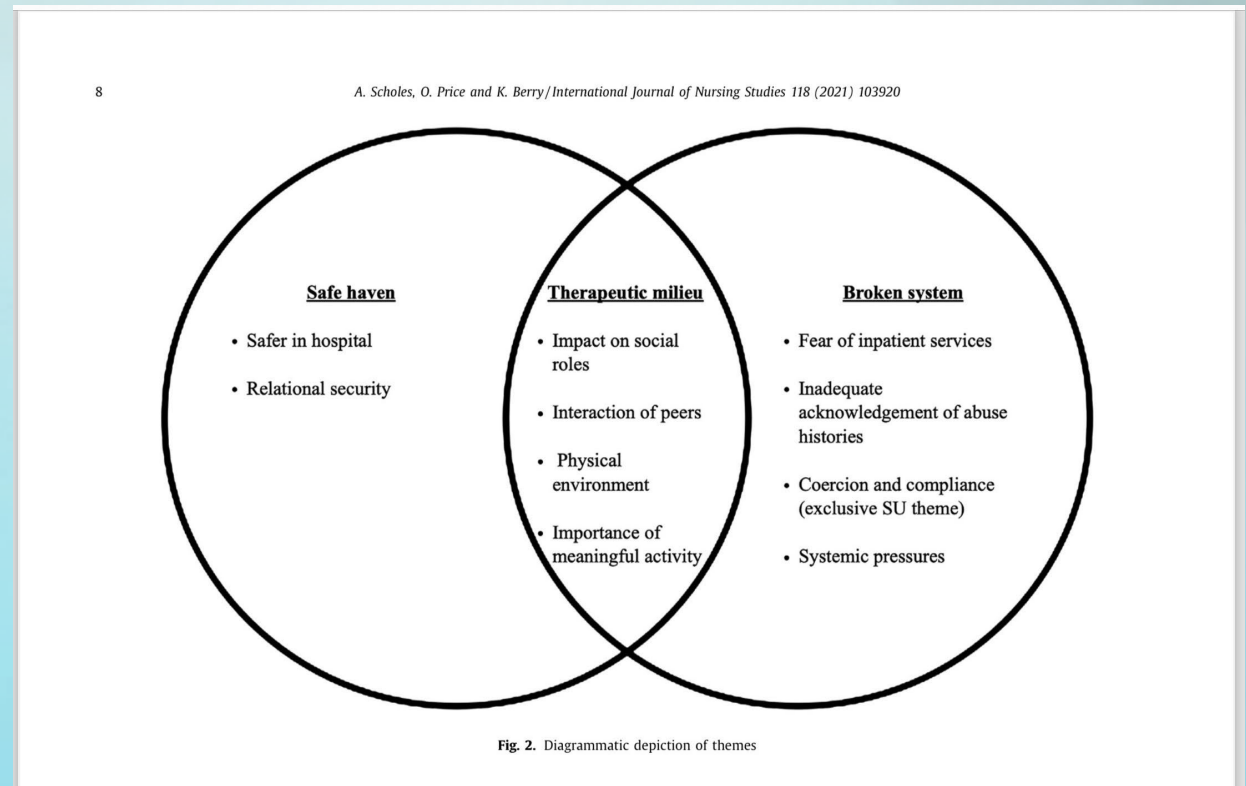 8
A. Scholes, O. Price and K. Berry / International Journal of Nursing Studies 118 (2021) 103920
Safe haven
• Safer in hospital
• Relational security
Therapeutic milieu
• Impact on social
roles
• Interaction of peers
• Physical
environment
• Importance of
meaningful activity
Broken system
• Fear of inpatient services
• Inadequate
acknowledgement of abuse
histories
• Coercion and compliance
(exclusive SU theme)
• Systemic pressures
Fig. 2. Diagrammatic depiction of themes